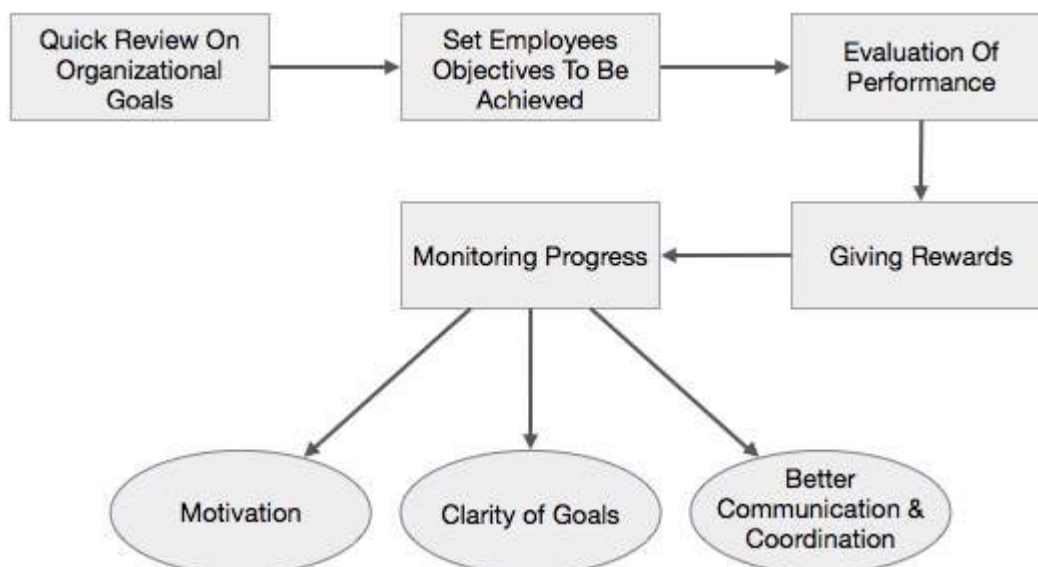 Quick Review On
Organizational
Goals
Set Employees
Objectives To Be
Achieved
Evaluation Of
Performance
Giving Rewards
Monitoring Progress
Motivation
Clarity of Goals
Better
Communication &
Coordination